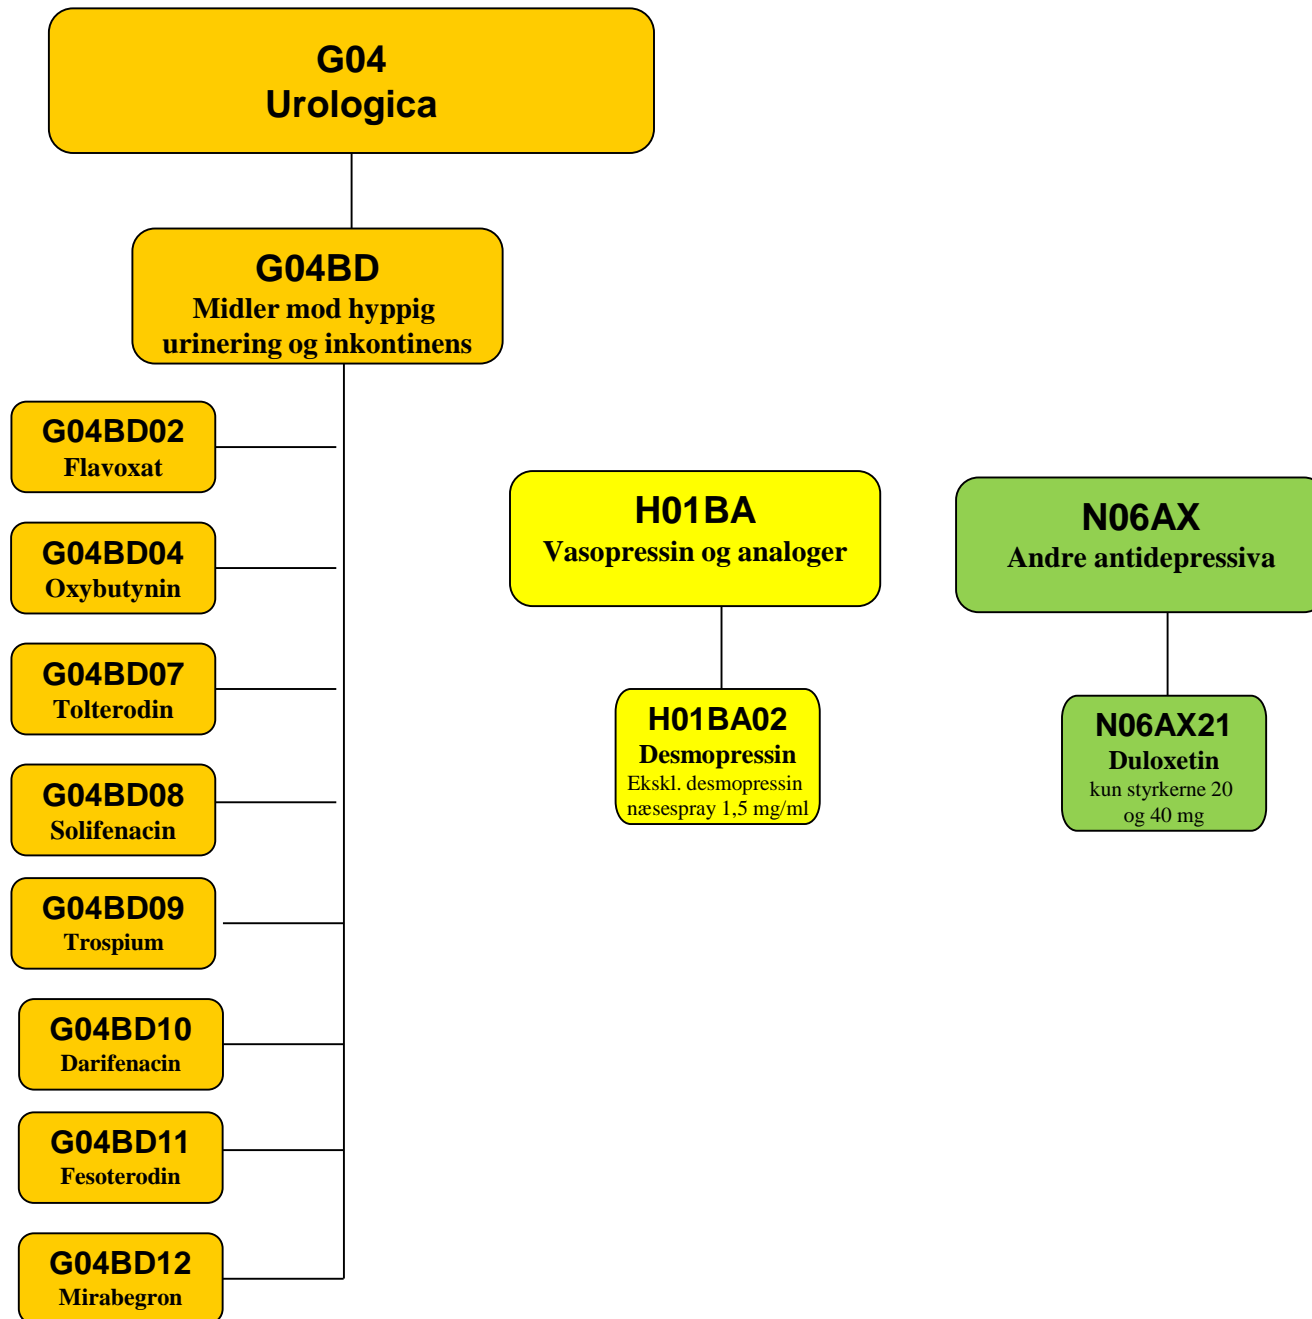 G04
Urologica
G04BD
Midler mod hyppig
urinering og inkontinens
G04BD02
Flavoxat
G04BD04
Oxybutynin
G04BD07
Tolterodin
G04BD08
Solifenacin
G04BD09
Trospium
G04BD10
Darifenacin
G04BD11
Fesoterodin
G04BD12
Mirabegron
H01BA
Vasopressin og analoger
H01BA02
Desmopressin
Ekskl. desmopressin
næsespray 1,5 mg/ml
N06AX
Andre antidepressiva
N06AX21
Duloxetin
kun styrkerne 20
og 40 mg